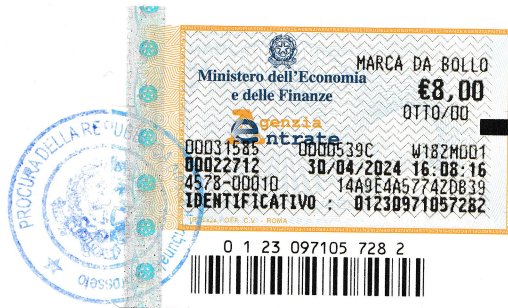 MARCA DA BOLLO
Ministero dell'Economia
e delle Finanze
€8,00
OTTO/00
genzia
ntrate
00031585 0000539C W182M001
00022712 30/04/2024 16:08:16
4578-00010 14A9E4A57742DB39
IDENTIFICATIVO : 01230971057282
0 1 23 097105 728 2
PROCURA DELLA REPUB